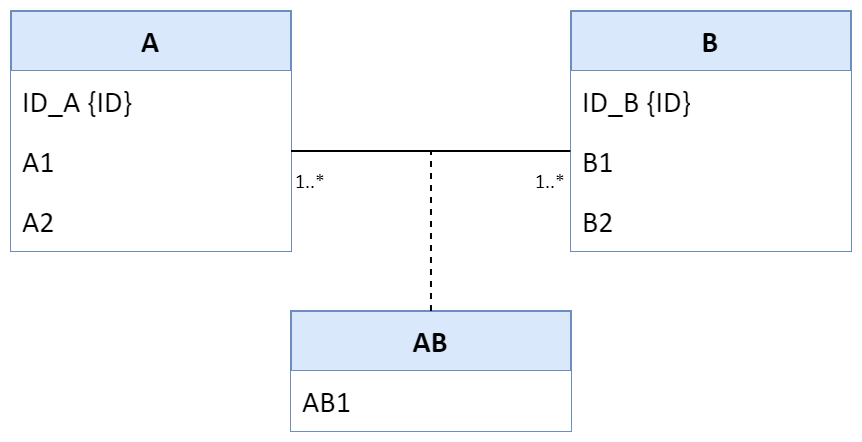 A
ID_A {ID}
A1
A2
B
ID_B {ID}
B1
B2
1..*
1..*
AB
AB1